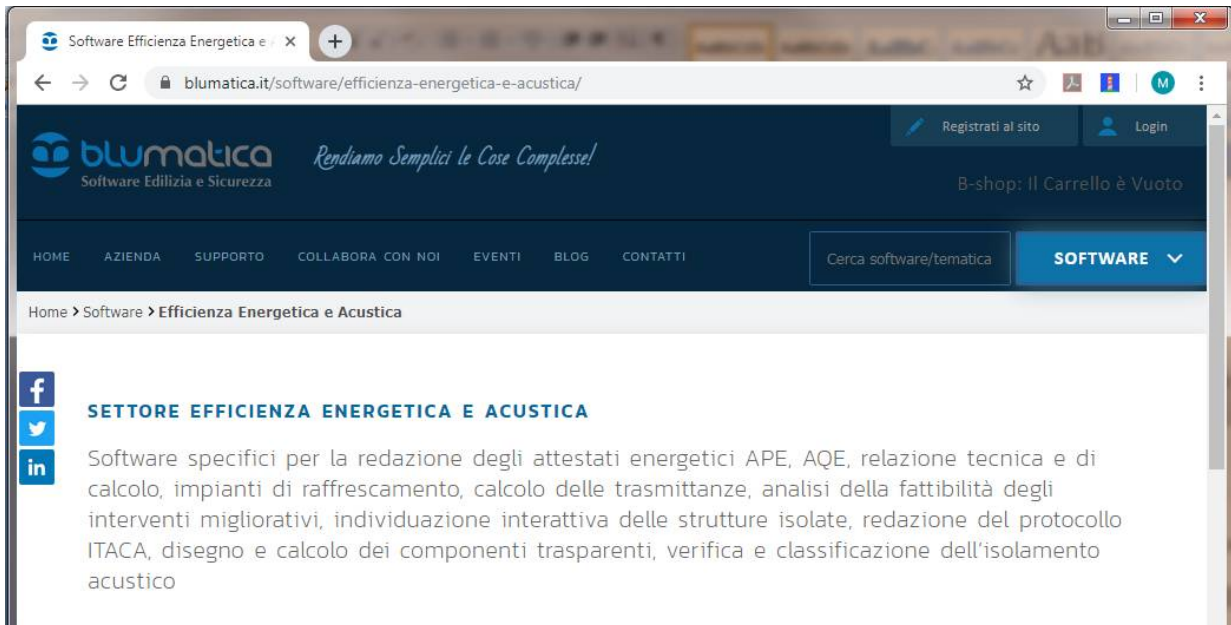 Software Efficienza Energetica e
blumatica.it/software/efficienza-energetica-e-acustica/
M
Registrati al sito
Login
blumatica
Software Edilizia e Sicurezza
Rendiamo Semplici le Cose Complesse!
B-shop: Il Carrello è Vuoto
HOME AZIENDA SUPPORTO COLLABORA CON NOI EVENTI BLOG CONTATTI
Cerca software/tematica
SOFTWARE
Home > Software > Efficienza Energetica e Acustica
f
in
SETTORE EFFICIENZA ENERGETICA E ACUSTICA
Software specifici per la redazione degli attestati energetici APE, AQE, relazione tecnica e di
calcolo, impianti di raffrescamento, calcolo delle trasmittanze, analisi della fattibilità degli
interventi migliorativi, individuazione interattiva delle strutture isolate, redazione del protocollo
ITACA, disegno e calcolo dei componenti trasparenti, verifica e classificazione dell'isolamento
acustico